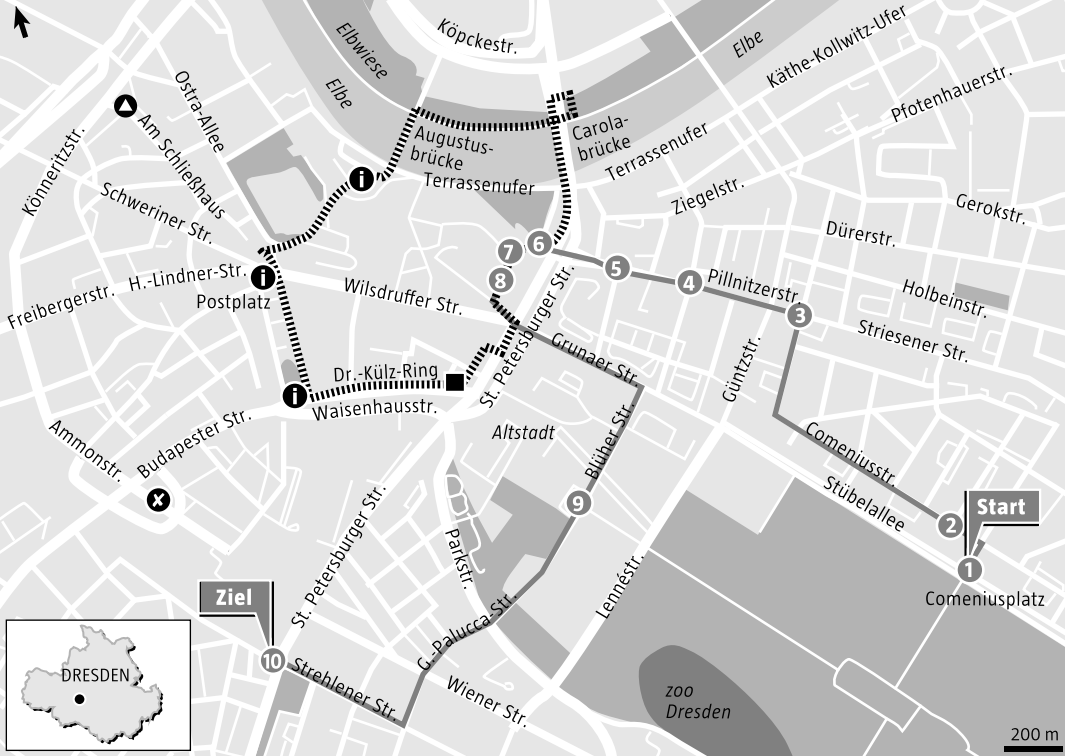 Köpckestr.
Elbwiese
Elbe
Elbe
Käthe-Kollwitz-Ufer
Pfotenhauerstr.
Ostra-Allee
Am Schließhaus
Könneritzstr.
Augustus-
brücke
Terrassenufer
Carola-
brücke
Terrassenufer
Ziegelstr.
Gerokstr.
Dürerstr.
Schweriner Str.
i
H.-Lindner-Str.
Freibergerstr.
i
Postplatz
Wilsdruffer Str.
7
6
8
5
4
Pillnitzerstr.
3
Holbeinstr.
Striesener Str.
St. Petersburger Str.
Grunaer Str.
Güntzstr.
Dr.-Külz-Ring
i
Waisenhausstr.
Budapester Str.
Ammonstr.
Altstadt
Blüher Str.
Comeniusstr.
Stübelallee
9
2
Start
1
Comeniusplatz
St. Petersburger Str.
Parkstr.
Lennéstr.
Ziel
10
G.-Palucca-Str.
Strehlener Str.
Wiener Str.
zoo
Dresden
DRESDEN
200 m